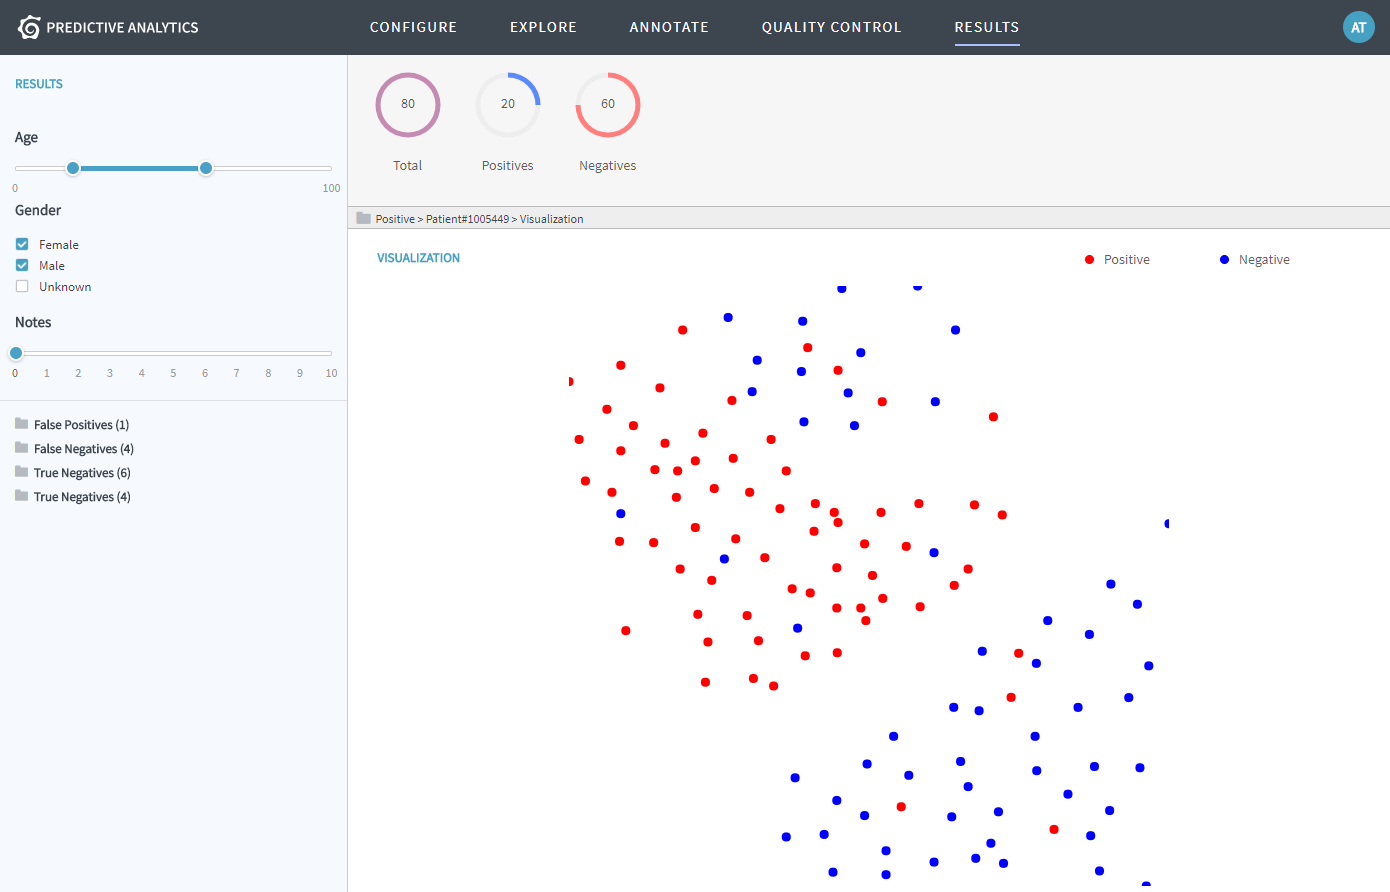 PREDICTIVE ANALYTICS
CONFIGURE EXPLORE ANNOTATE QUALITY CONTROL RESULTS
AT
RESULTS
Age
0 100
Gender
Female
Male
Unknown
Notes
0 1 2 3 4 5 6 7 8 9 10
False Positives (1)
False Negatives (4)
True Negatives (6)
True Negatives (4)
80 20 60
Total Positives Negatives
Positive > Patient#1005449 > Visualization
VISUALIZATION
Positive Negative